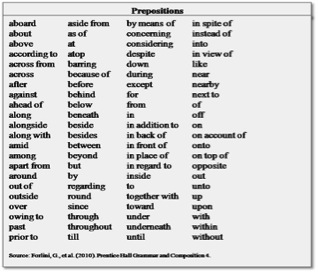 Prepositions
aboard aside from by means of in spite of
about as of concerning instead of
above at considering into
according to atop despite in view of
across from barring down like
across because of during near
after before except nearby
against behind for next to
ahead of below from of
along beneath in off
alongside beside in addition to on
along with besides in back of on account of
amid between in front of onto
among beyond in place of on top of
apart from but in regard to opposite
around by inside out
out of regarding to unto
outside round together with up
over since toward upon
owing to through under with
past throughout underneath within
prior to till until without
Source: Forlini, G., et al. (2010). Prentice Hall Grammar and Composition 4.